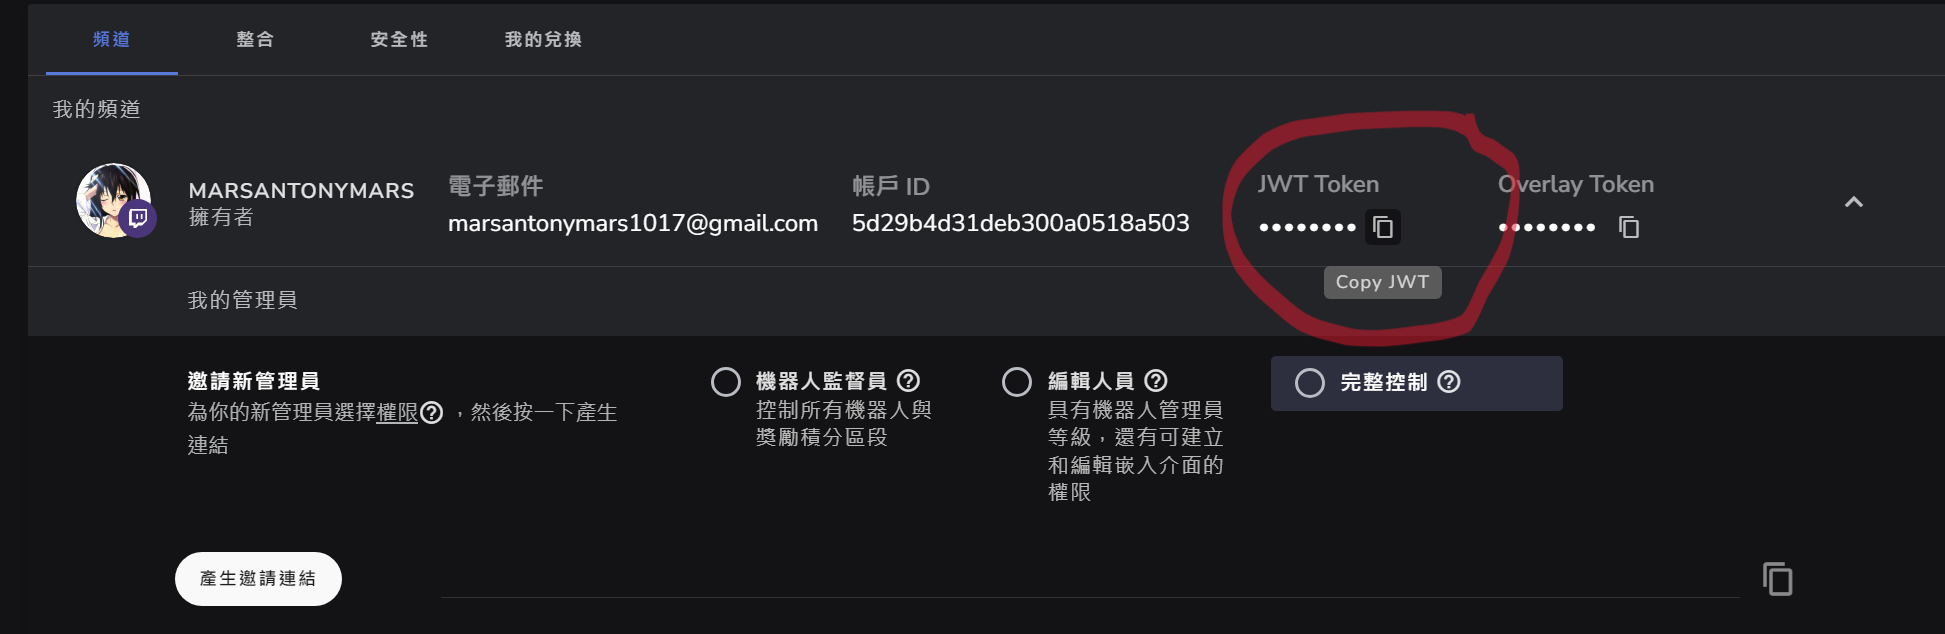 頻道 整合 安全性 我的兌換
我的頻道
MARSANTONYMARS
擁有者
電子郵件
marsantonymars1017@gmail.com
帳戶 ID
5d29b4d31deb300a0518a503
JWT Token
••••••••
Copy JWT
Overlay Token
••••••••
我的管理員
邀請新管理員
為你的新管理員選擇權限?，然後按一下產生
連結
機器人監督員 ?
控制所有機器人與
獎勵積分區段
編輯人員 ?
具有機器人管理員
等級，還有可建立
和編輯嵌入介面的
權限
完整控制 ?
產生邀請連結